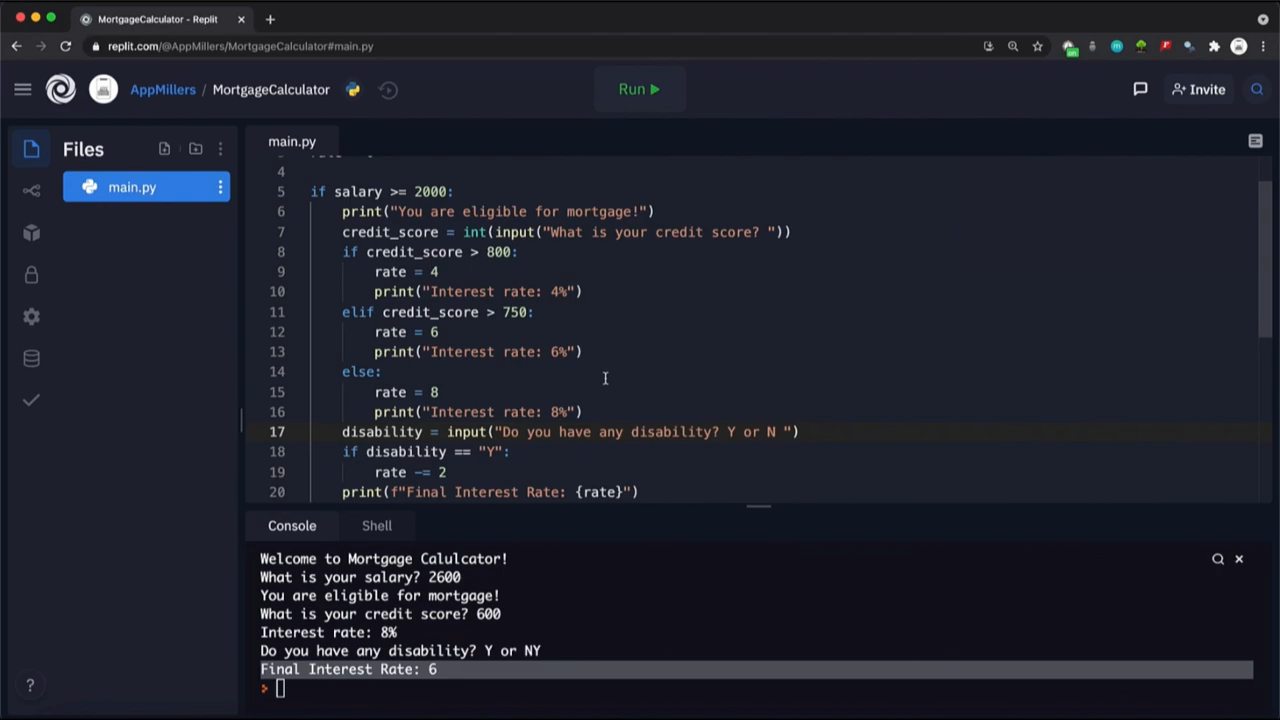 MortgageCalculator - Replit
replit.com/@AppMillers/MortgageCalculator#main.py
AppMillers / MortgageCalculator
Run
Invite
Files
main.py
main.py
4
5 if salary >= 2000:
6 print("You are eligible for mortgage!")
7 credit_score = int(input("What is your credit score? "))
8 if credit_score > 800:
9 rate = 4
10 print("Interest rate: 4%")
11 elif credit_score > 750:
12 rate = 6
13 print("Interest rate: 6%")
14 else:
15 rate = 8
16 print("Interest rate: 8%")
17 disability = input("Do you have any disability? Y or N ")
18 if disability == "Y":
19 rate -= 2
20 print(f"Final Interest Rate: {rate}")
Console Shell
Welcome to Mortgage Calulcator!
What is your salary? 2600
You are eligible for mortgage!
What is your credit score? 600
Interest rate: 8%
Do you have any disability? Y or NY
Final Interest Rate: 6